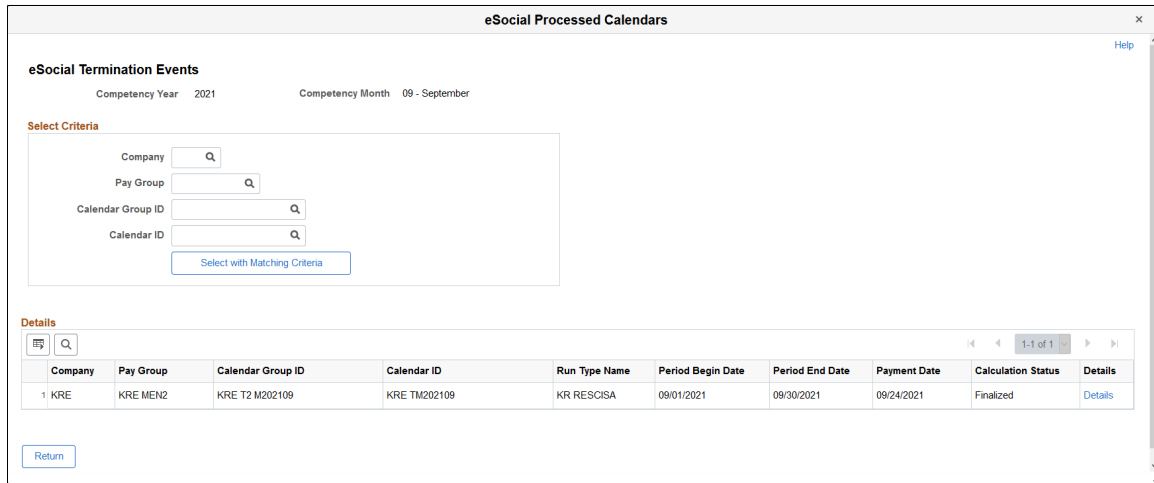 eSocial Processed Calendars ×
Help
eSocial Termination Events
Competency Year 2021 Competency Month 09 - September
Select Criteria
Company
Pay Group
Calendar Group ID
Calendar ID
Select with Matching Criteria
Details
1-1 of 1
Company Pay Group Calendar Group ID Calendar ID Run Type Name Period Begin Date Period End Date Payment Date Calculation Status Details
1 KRE KRE MEN2 KRE T2 M202109 KRE TM202109 KR RESCISA 09/01/2021 09/30/2021 09/24/2021 Finalized Details
Return